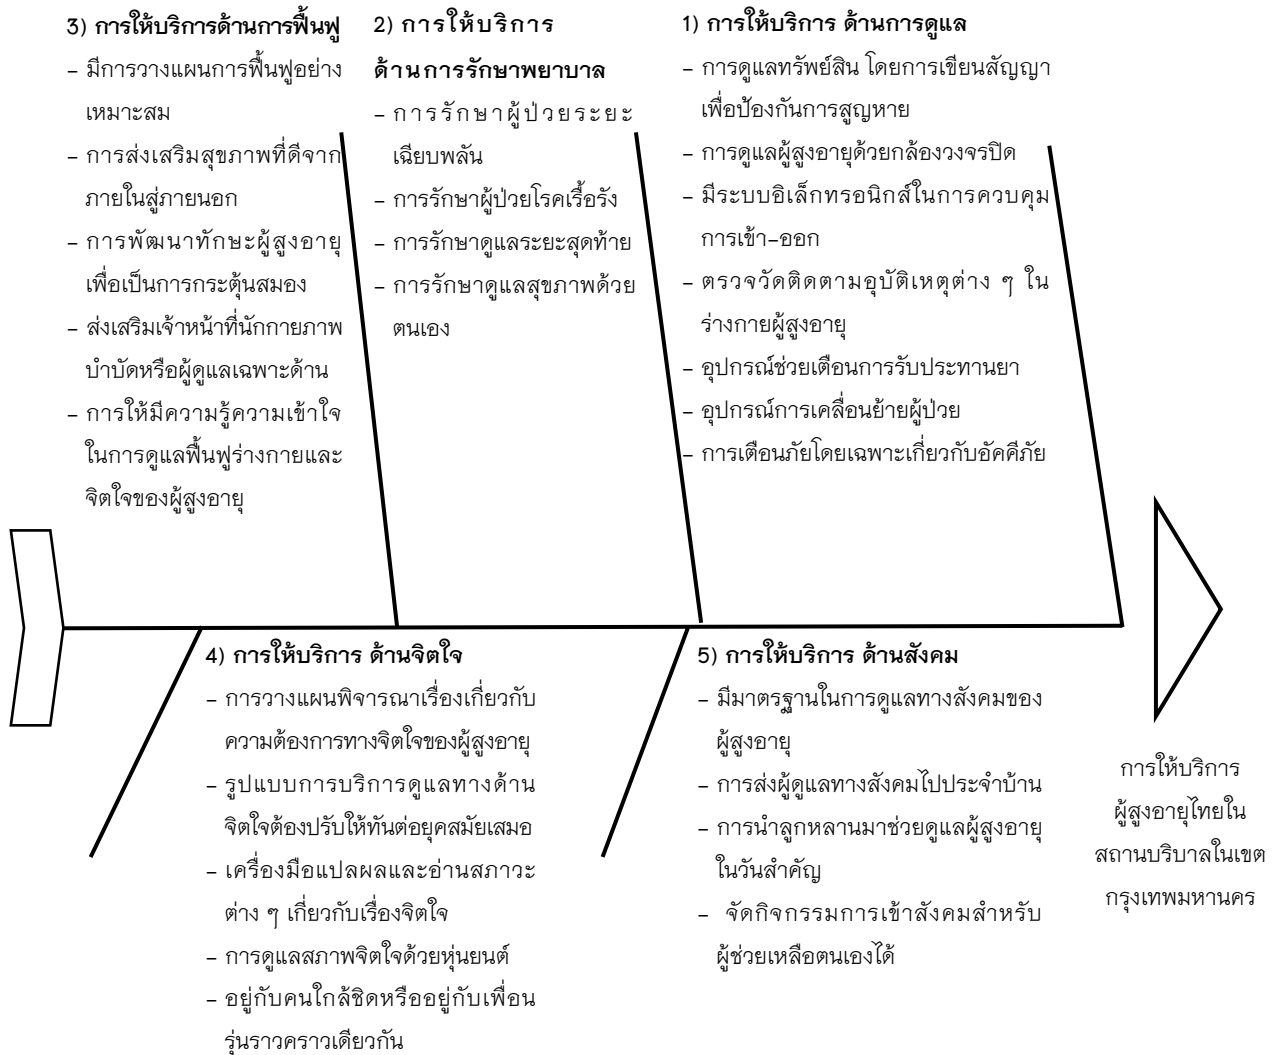 3) การให้บริการด้านการฟื้นฟู
– มีการวางแผนการฟื้นฟูอย่าง
เหมาะสม
– การส่งเสริมสุขภาพที่ดีจาก
ภายในสู่ภายนอก
– การพัฒนาทักษะผู้สูงอายุ
เพื่อเป็นการกระตุ้นสมอง
– ส่งเสริมเจ้าหน้าที่นักกายภาพ
บำบัดหรือผู้ดูแลเฉพาะด้าน
– การให้มีความรู้ความเข้าใจ
ในการดูแลฟื้นฟูร่างกายและ
จิตใจของผู้สูงอายุ
2) การให้บริการ
ด้านการรักษาพยาบาล
– การรักษาผู้ป่วยระยะ
เฉียบพลัน
– การรักษาผู้ป่วยโรคเรื้อรัง
– การรักษาดูแลระยะสุดท้าย
– การรักษาดูแลสุขภาพด้วย
ตนเอง
1) การให้บริการ ด้านการดูแล
– การดูแลทรัพย์สิน โดยการเขียนสัญญา
เพื่อป้องกันการสูญหาย
– การดูแลผู้สูงอายุด้วยกล้องวงจรปิด
– มีระบบอิเล็กทรอนิกส์ในการควบคุม
การเข้า–ออก
– ตรวจวัดติดตามอุบัติเหตุต่าง ๆ ใน
ร่างกายผู้สูงอายุ
– อุปกรณ์ช่วยเตือนการรับประทานยา
– อุปกรณ์การเคลื่อนย้ายผู้ป่วย
– การเตือนภัยโดยเฉพาะเกี่ยวกับอัคคีภัย
4) การให้บริการ ด้านจิตใจ
– การวางแผนพิจารณาเรื่องเกี่ยวกับ
ความต้องการทางจิตใจของผู้สูงอายุ
– รูปแบบการบริการดูแลทางด้าน
จิตใจต้องปรับให้ทันต่อยุคสมัยเสมอ
– เครื่องมือแปลผลและอ่านสภาวะ
ต่าง ๆ เกี่ยวกับเรื่องจิตใจ
– การดูแลสภาพจิตใจด้วยหุ่นยนต์
– อยู่กับคนใกล้ชิดหรืออยู่กับเพื่อน
รุ่นราวคราวเดียวกัน
5) การให้บริการ ด้านสังคม
– มีมาตรฐานในการดูแลทางสังคมของ
ผู้สูงอายุ
– การส่งผู้ดูแลทางสังคมไปประจำบ้าน
– การนำลูกหลานมาช่วยดูแลผู้สูงอายุ
ในวันสำคัญ
– จัดกิจกรรมการเข้าสังคมสำหรับ
ผู้ช่วยเหลือตนเองได้
การให้บริการ
ผู้สูงอายุไทยใน
สถานบริบาลในเขต
กรุงเทพมหานคร